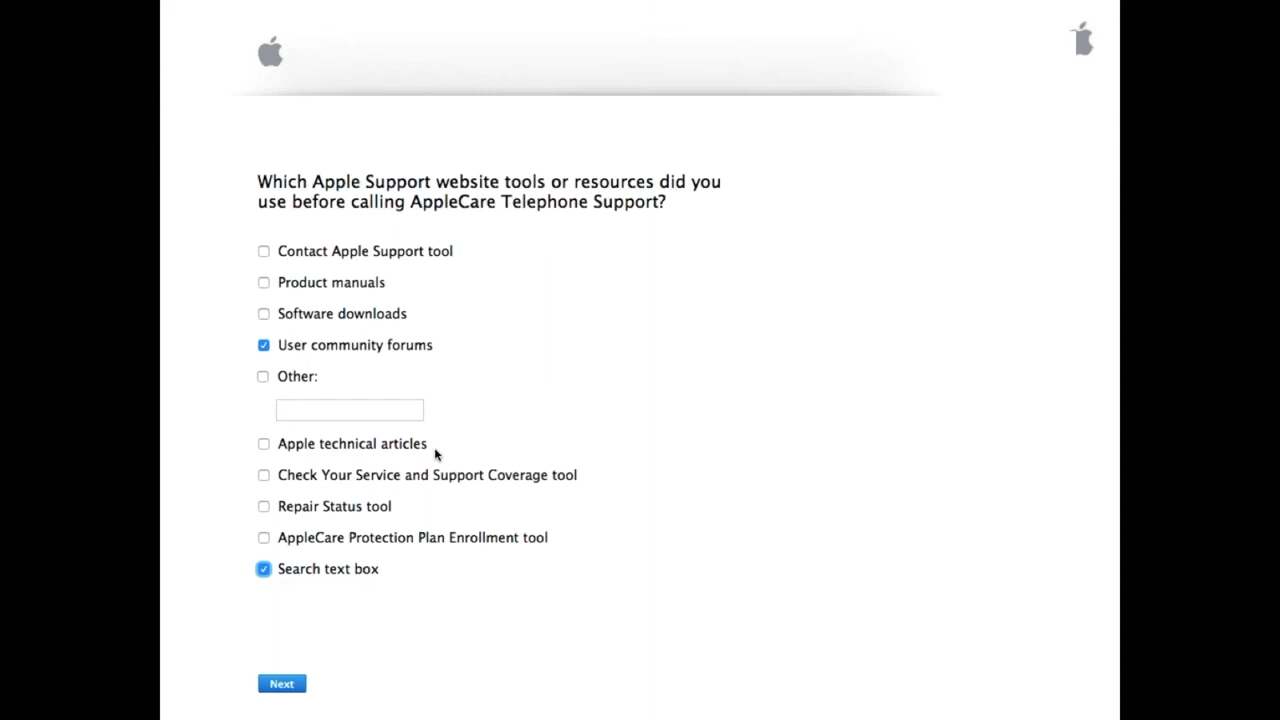 Which Apple Support website tools or resources did you
use before calling AppleCare Telephone Support?
Contact Apple Support tool
Product manuals
Software downloads
User community forums
Other:
Apple technical articles
Check Your Service and Support Coverage tool
Repair Status tool
AppleCare Protection Plan Enrollment tool
Search text box
Next